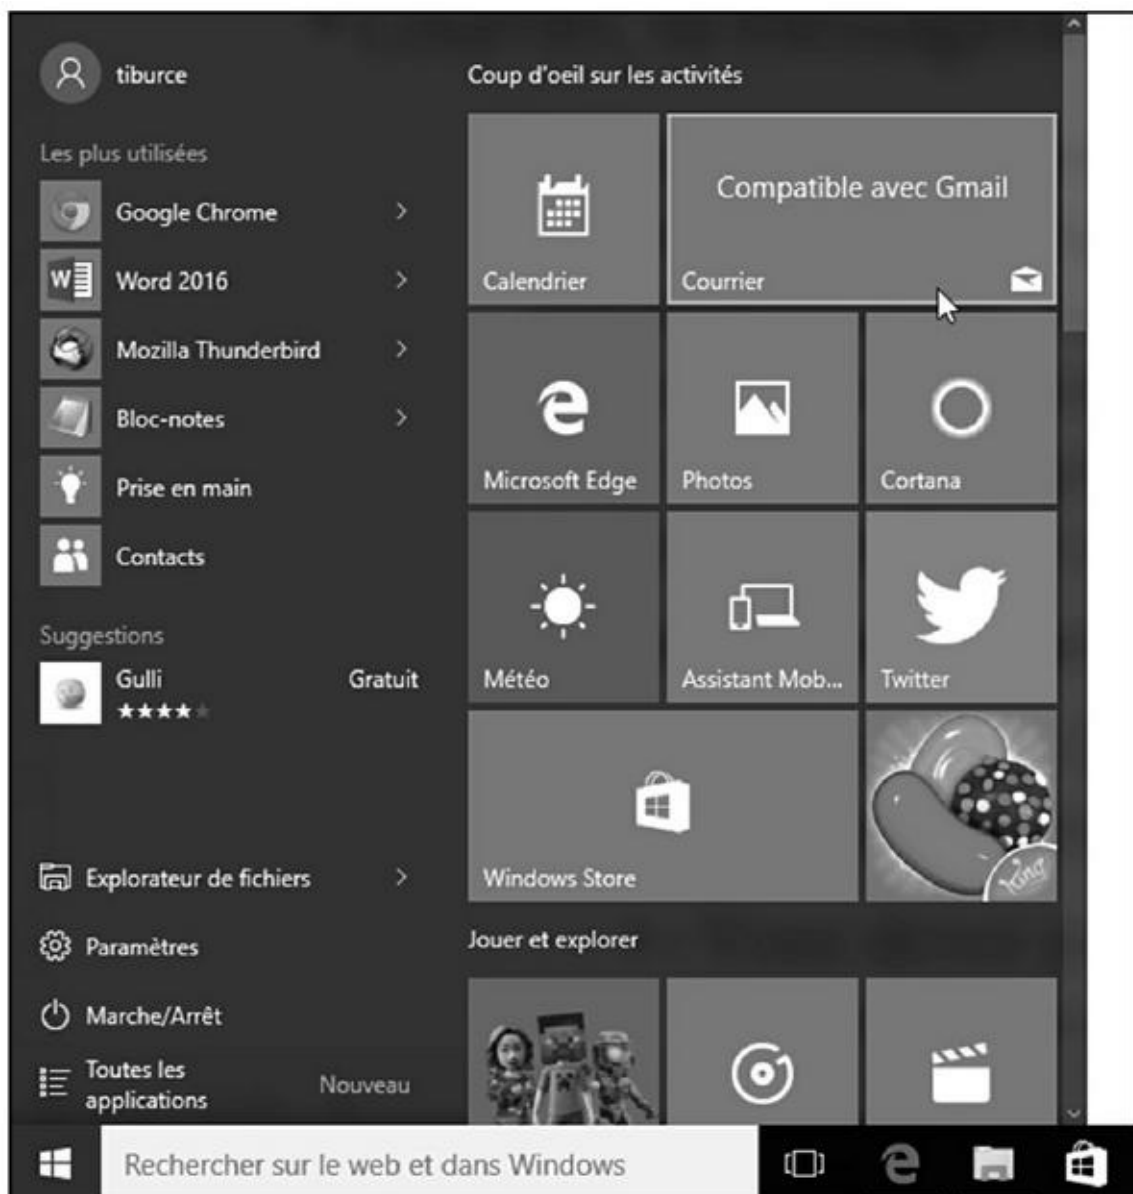 tiburce
Les plus utilisées
Google Chrome
Word 2016
Mozilla Thunderbird
Bloc-notes
Prise en main
Contacts
Suggestions
Gulli Gratuit
Explorateur de fichiers
Paramètres
Marche/Arrêt
Toutes les
applications
Nouveau
Coup d'oeil sur les activités
Calendrier
Compatible avec Gmail
Courrier
Microsoft Edge
Photos
Cortana
Météo
Assistant Mob...
Twitter
Windows Store
King
Jouer et explorer
Rechercher sur le web et dans Windows